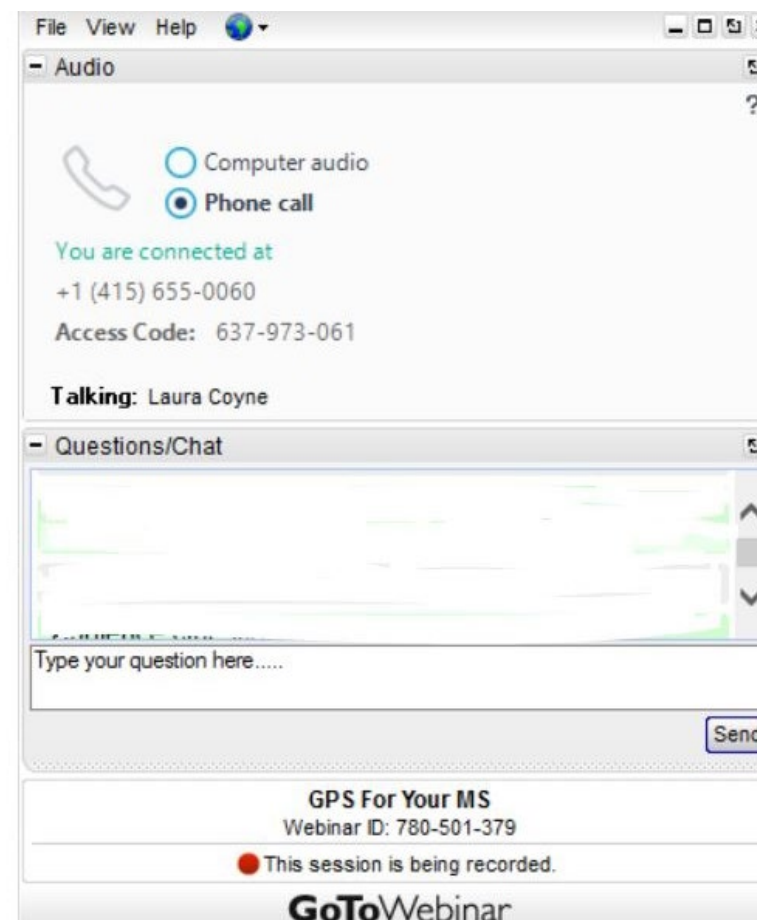 File View Help
Audio
?
Computer audio
Phone call
You are connected at
+1 (415) 655-0060
Access Code: 637-973-061
Talking: Laura Coyne
Questions/Chat
Type your question here.....
Send
GPS For Your MS
Webinar ID: 780-501-379
This session is being recorded.
GoToWebinar